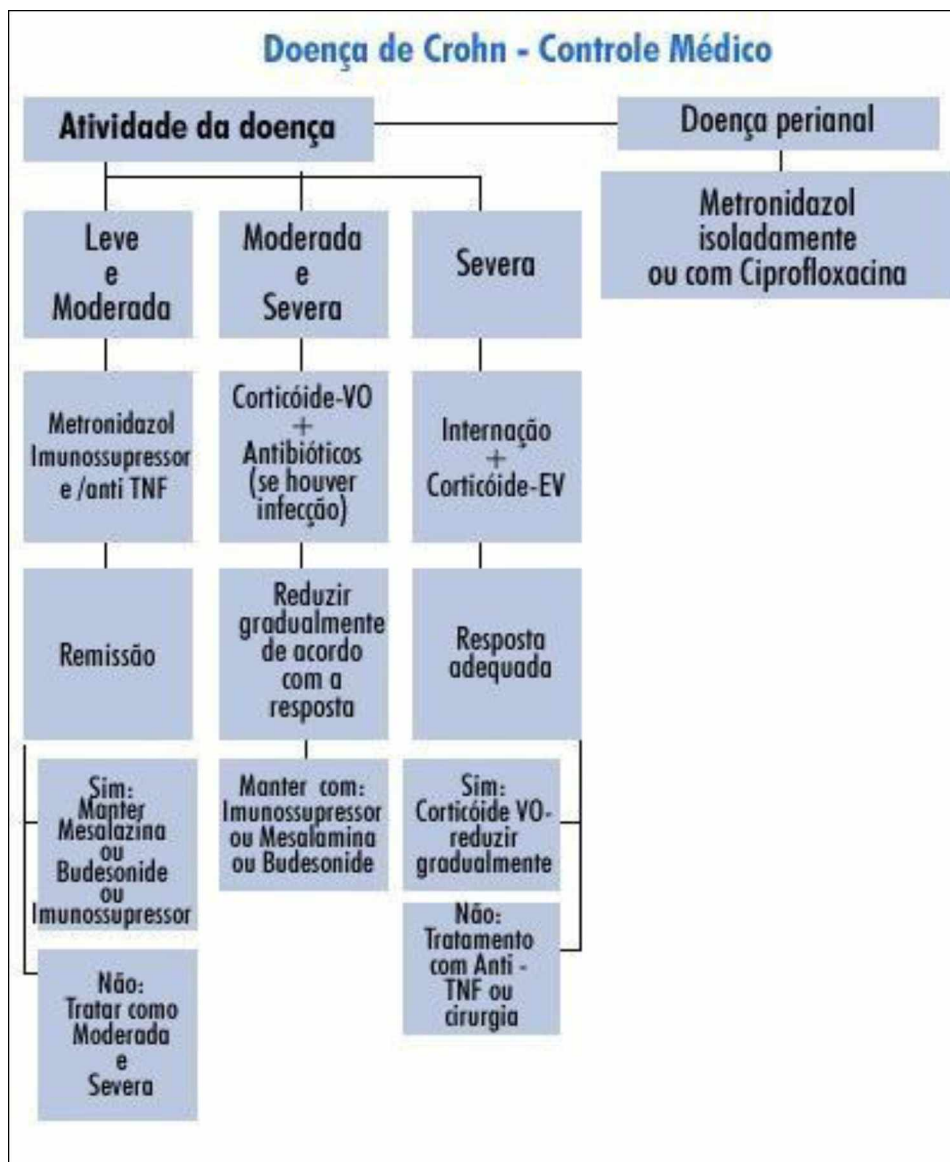 Doença de Crohn - Controle Médico
Atividade da doença
Doença perianal
Metronidazol
isoladamente
ou com Ciprofloxacina
Leve
e
Moderada
Moderada
e
Severa
Severa
Metronidazol
Imunossupressor
e /anti TNF
Corticóide-VO
+
Antibióticos
(se houver
infecção)
Internação
+
Corticóide-EV
Remissão
Reduzir
gradualmente
de acordo
com a
resposta
Resposta
adequada
Sim:
Manter
Mesalazina
ou
Budesonide
ou
Imunossupressor
Manter com:
Imunossupressor
ou Mesalamina
ou Budesonide
Sim:
Corticóide VO-
reduzir
gradualmente
Não:
Tratar como
Moderada
e
Severa
Não:
Tratamento
com Anti -
TNF ou
cirurgia